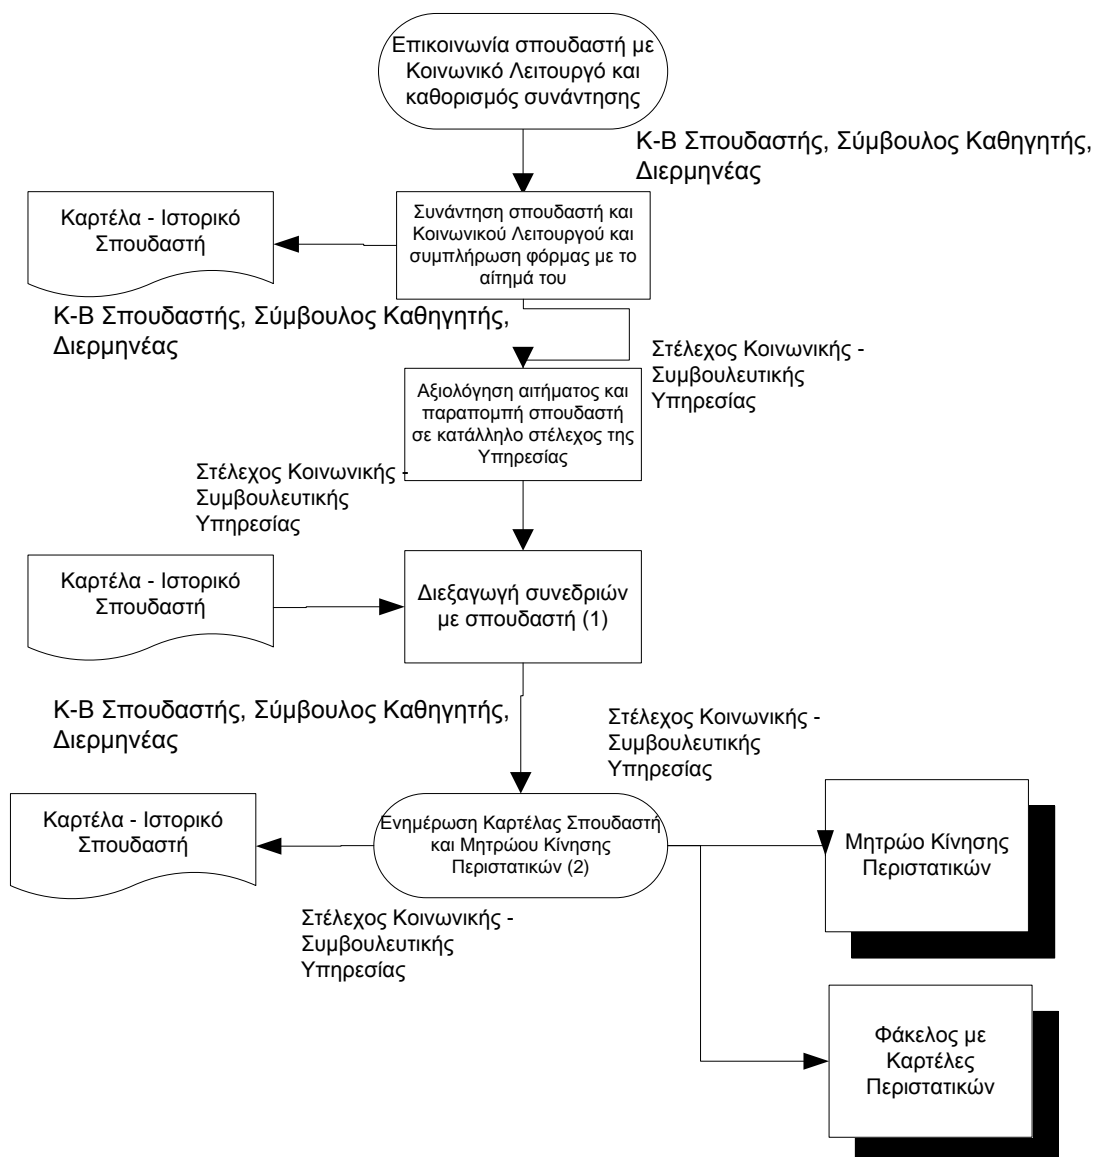 Επικοινωνία σπουδαστή με
Κοινωνικό Λειτουργό και
καθορισμός συνάντησης
Κ-Β Σπουδαστής, Σύμβουλος Καθηγητής,
Διερμηνέας
Καρτέλα - Ιστορικό
Σπουδαστή
Συνάντηση σπουδαστή και
Κοινωνικού Λειτουργού και
συμπλήρωση φόρμας με το
αίτημά του
Κ-Β Σπουδαστής, Σύμβουλος Καθηγητής,
Διερμηνέας
Στέλεχος Κοινωνικής -
Συμβουλευτικής
Υπηρεσίας
Αξιολόγηση αιτήματος και
παραπομπή σπουδαστή
σε κατάλληλο στέλεχος της
Υπηρεσίας
Στέλεχος Κοινωνικής -
Συμβουλευτικής
Υπηρεσίας
Καρτέλα - Ιστορικό
Σπουδαστή
Διεξαγωγή συνεδριών
με σπουδαστή (1)
Κ-Β Σπουδαστής, Σύμβουλος Καθηγητής,
Διερμηνέας
Στέλεχος Κοινωνικής -
Συμβουλευτικής
Υπηρεσίας
Καρτέλα - Ιστορικό
Σπουδαστή
Ενημέρωση Καρτέλας Σπουδαστή
και Μητρώου Κίνησης
Περιστατικών (2)
Μητρώο Κίνησης
Περιστατικών
Στέλεχος Κοινωνικής -
Συμβουλευτικής
Υπηρεσίας
Φάκελος με
Καρτέλες
Περιστατικών